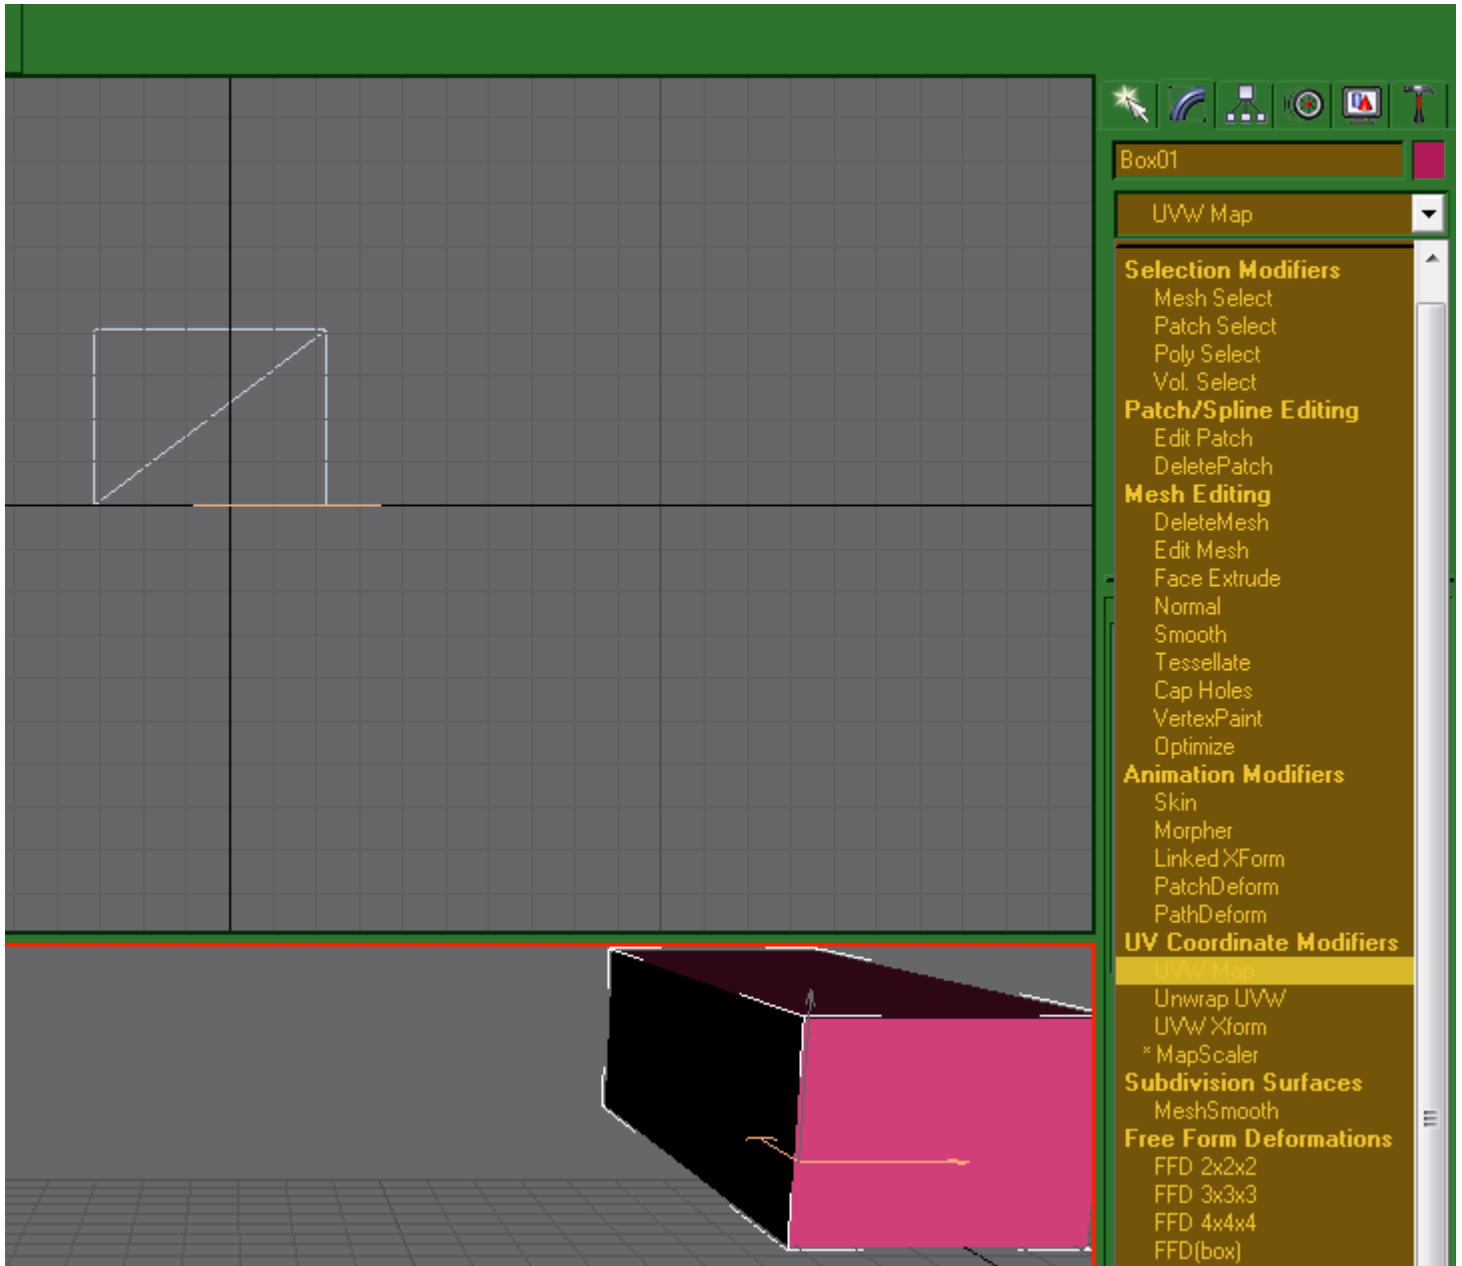 Box01
UVW Map
Selection Modifiers
Mesh Select
Patch Select
Poly Select
Vol. Select
Patch/Spline Editing
Edit Patch
DeletePatch
Mesh Editing
DeleteMesh
Edit Mesh
Face Extrude
Normal
Smooth
Tessellate
Cap Holes
VertexPaint
Optimize
Animation Modifiers
Skin
Morpher
Linked XForm
PatchDeform
PathDeform
UV Coordinate Modifiers
UVW Map
Unwrap UVW
UVW Xform
* MapScaler
Subdivision Surfaces
MeshSmooth
Free Form Deformations
FFD 2x2x2
FFD 3x3x3
FFD 4x4x4
FFD(box)